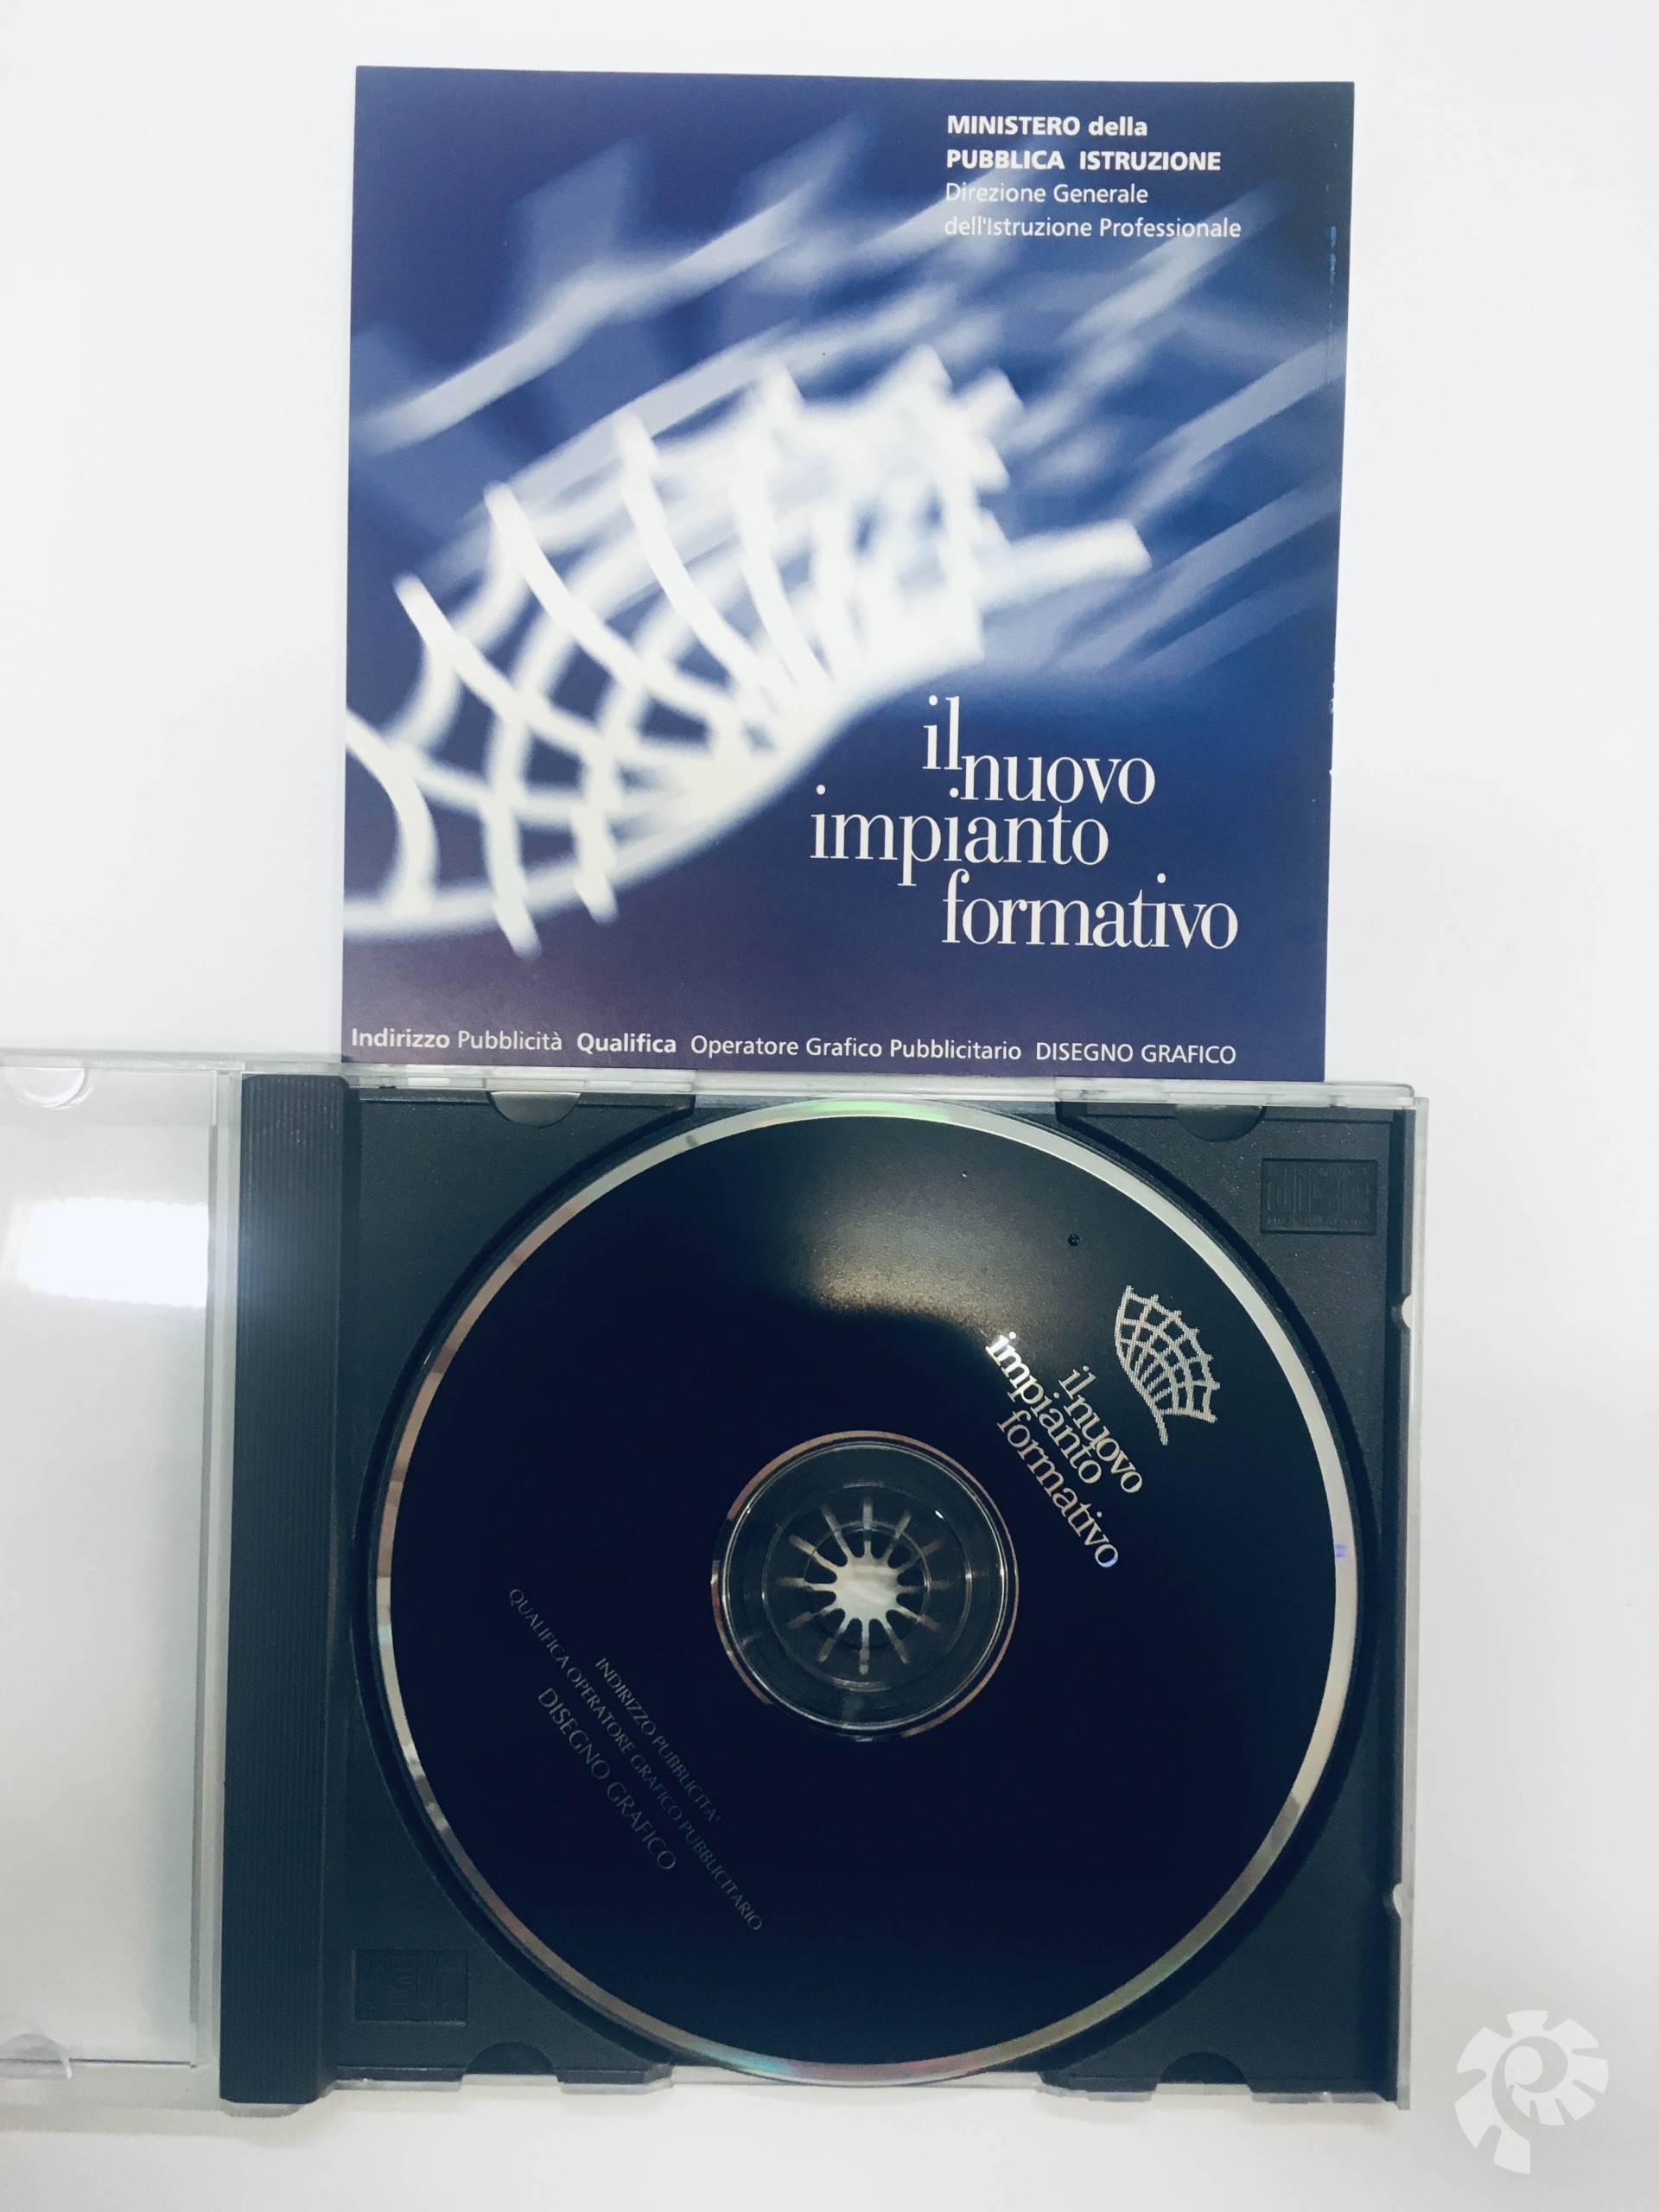 MINISTERO della
PUBBLICA ISTRUZIONE
Direzione Generale
dell'Istruzione Professionale
il nuovo
impianto
formativo
Indirizzo Pubblicità Qualifica Operatore Grafico Pubblicitario DISEGNO GRAFICO
il nuovo
impianto
formativo
INDIRIZZO PUBBLICITA'
QUALIFICA OPERATORE GRAFICO PUBBLICITARIO
DISEGNO GRAFICO